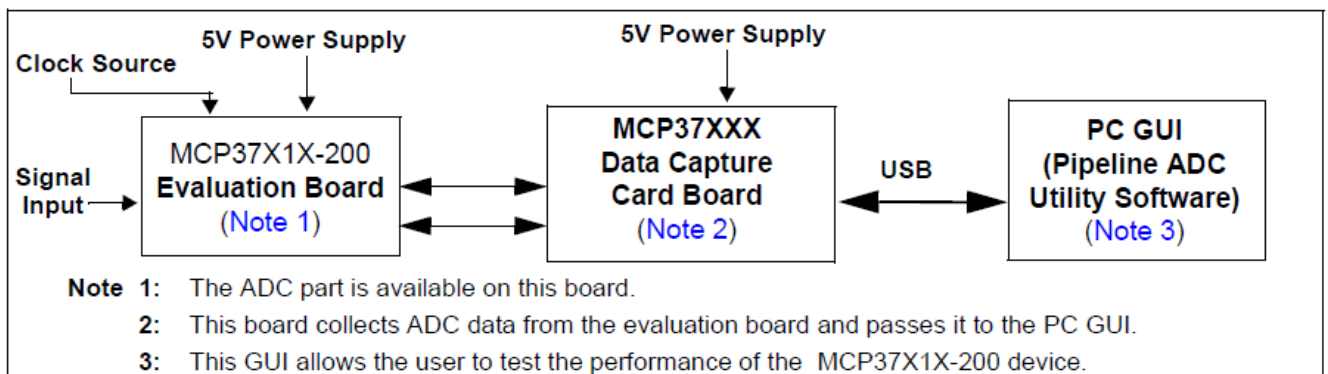 5V Power Supply
5V Power Supply
Clock Source
MCP37X1X-200
Evaluation Board
(Note 1)
Signal
Input
MCP37XXX
Data Capture
Card Board
(Note 2)
USB
PC GUI
(Pipeline ADC
Utility Software)
(Note 3)
Note 1: The ADC part is available on this board.
2: This board collects ADC data from the evaluation board and passes it to the PC GUI.
3: This GUI allows the user to test the performance of the MCP37X1X-200 device.